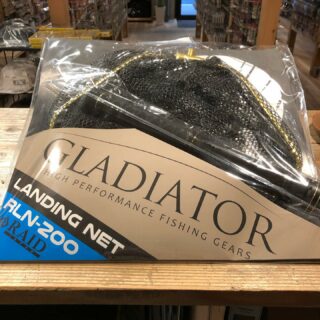 GLADIATOR
HIGH PERFORMANCE FISHING GEARS
LANDING NET
RLN-200
RAID